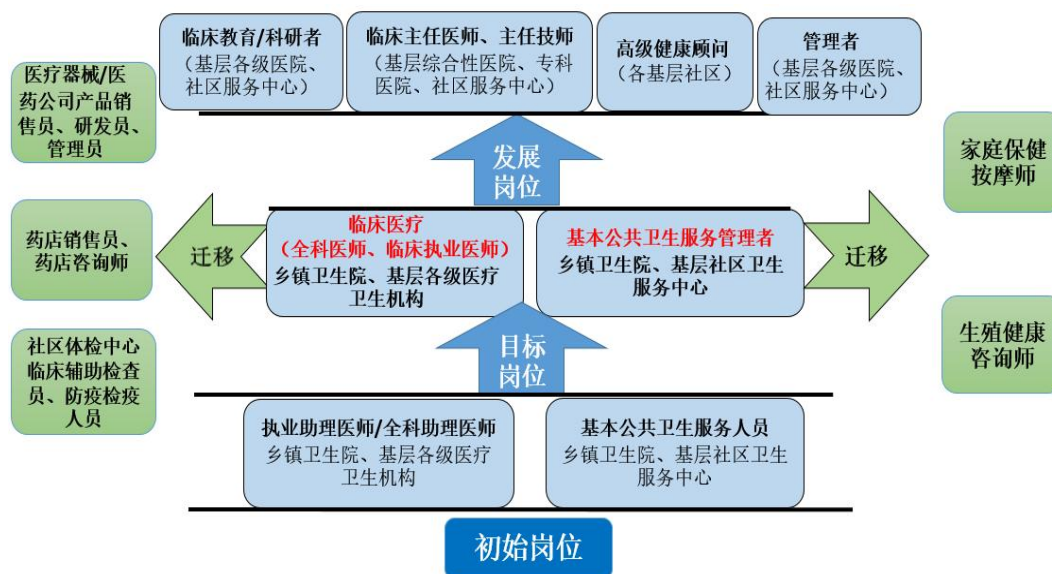 临床教育/科研者
（基层各级医院、
社区服务中心）
临床主任医师、主任技师
（基层综合性医院、专科
医院、社区服务中心）
高级健康顾问
（各基层社区）
管理者
（基层各级医院、
社区服务中心）
医疗器械/医
药公司产品销
售员、研发员、
管理员
发展
岗位
家庭保健
按摩师
药店销售员、
药店咨询师
迁移
临床医疗
（全科医师、临床执业医师）
乡镇卫生院、基层各级医疗
卫生机构
基本公共卫生服务管理者
乡镇卫生院、基层社区卫生
服务中心
迁移
生殖健康
咨询师
社区体检中心
临床辅助检查
员、防疫检疫
人员
目标
岗位
执业助理医师/全科助理医师
乡镇卫生院、基层各级医疗
卫生机构
基本公共卫生服务人员
乡镇卫生院、基层社区卫生
服务中心
初始岗位